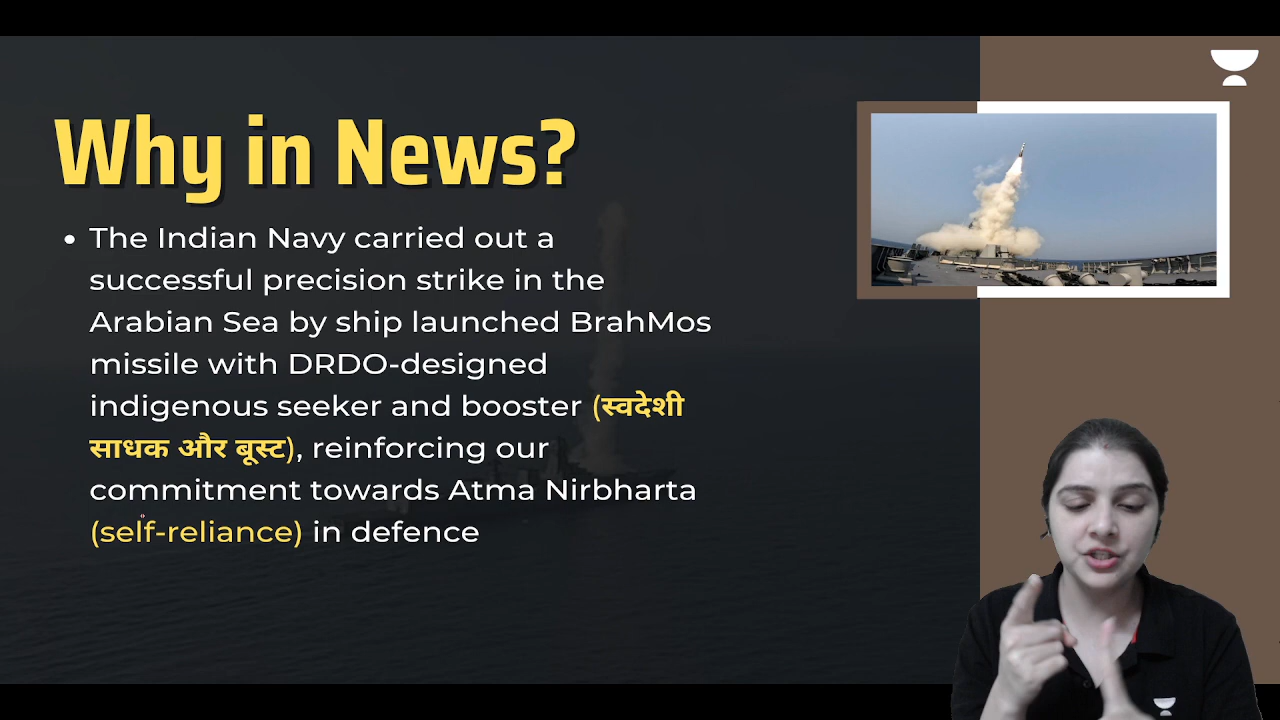 Why in News?
• The Indian Navy carried out a
successful precision strike in the
Arabian Sea by ship launched BrahMos
missile with DRDO-designed
indigenous seeker and booster (स्वदेशी
साधक और बूस्ट), reinforcing our
commitment towards Atma Nirbharta
(self-reliance) in defence